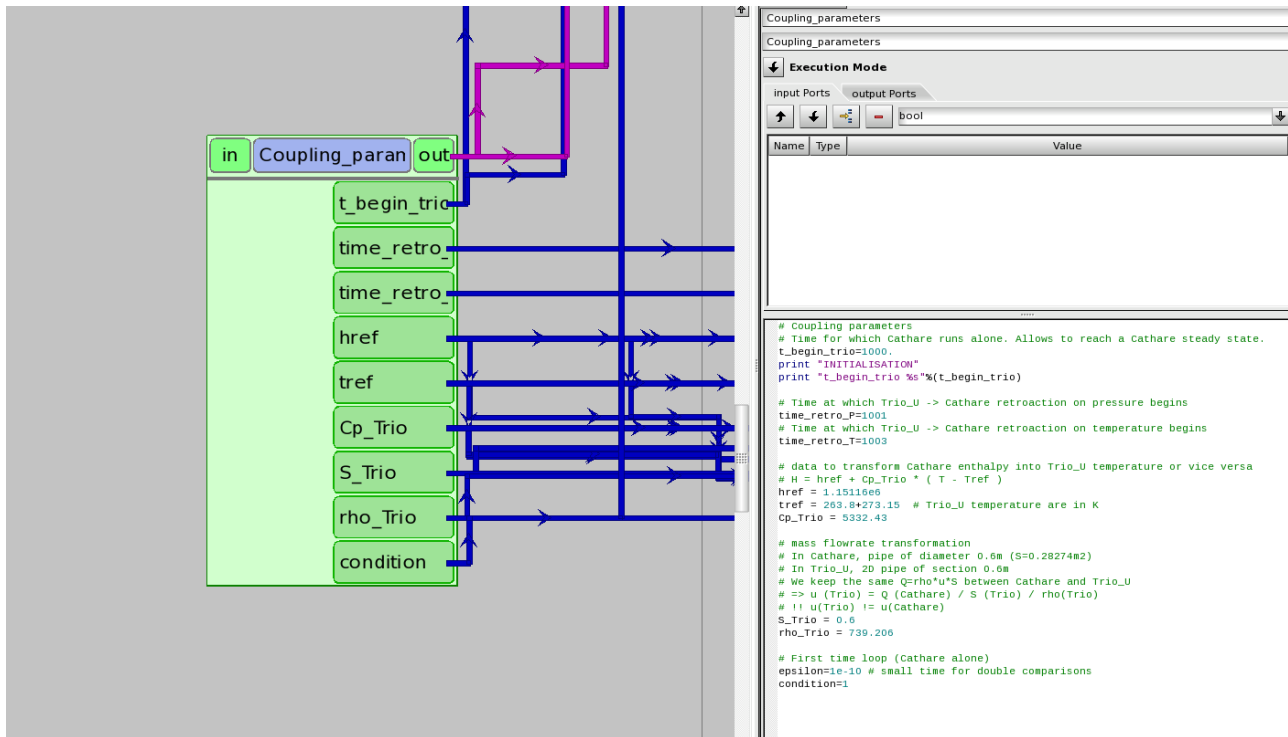 in Coupling_paran out
t_begin_trio
time_retro_
time_retro_
href
tref
Cp_Trio
S_Trio
rho_Trio
condition
Coupling_parameters
Coupling_parameters
Execution Mode
input Ports output Ports
bool
Name Type Value
# Coupling parameters
# Time for which Cathare runs alone. Allows to reach a Cathare steady state.
t_begin_trio=1000.
print "INITIALISATION"
print "t_begin_trio %s"%(t_begin_trio)
# Time at which Trio_U -> Cathare retroaction on pressure begins
time_retro_P=1001
# Time at which Trio_U -> Cathare retroaction on temperature begins
time_retro_T=1003
# data to transform Cathare enthalpy into Trio_U temperature or vice versa
# H = href + Cp_Trio * ( T - Tref )
href = 1.15116e6
tref = 263.8+273.15  # Trio_U temperature are in K
Cp_Trio = 5332.43
# mass flowrate transformation
# In Cathare, pipe of diameter 0.6m (S=0.28274m2)
# In Trio_U, 2D pipe of section 0.6m
# We keep the same Q=rho*u*S between Cathare and Trio_U
# => u (Trio) = Q (Cathare) / S (Trio) / rho(Trio)
# !! u(Trio) != u(Cathare)
S_Trio = 0.6
rho_Trio = 739.206
# First time loop (Cathare alone)
epsilon=1e-10 # small time for double comparisons
condition=1